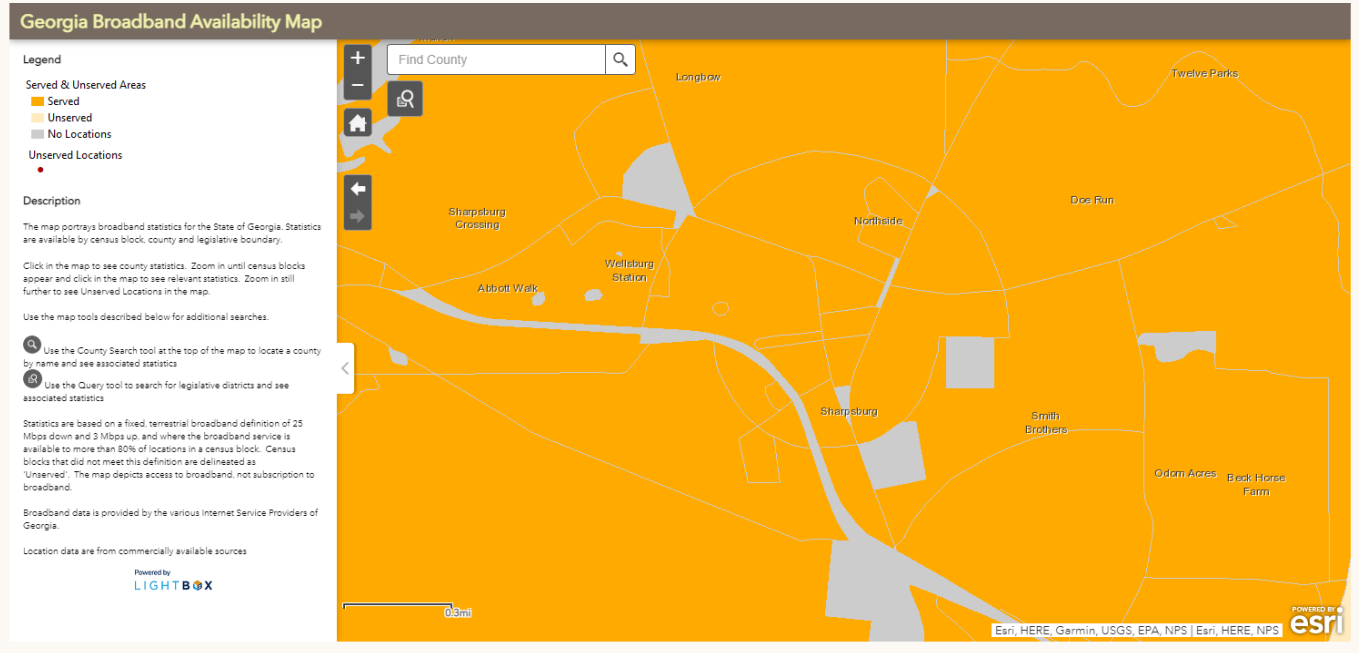 Georgia Broadband Availability Map
Legend
Served & Unserved Areas
Served
Unserved
No Locations
Unserved Locations
Description
The map portrays broadband statistics for the State of Georgia. Statistics
are available by census block, county and legislative boundary.
Click in the map to see county statistics. Zoom in until census blocks
appear and click in the map to see relevant statistics. Zoom in still
further to see Unserved Locations in the map.
Use the map tools described below for additional searches.
Use the County Search tool at the top of the map to locate a county
by name and see associated statistics
Use the Query tool to search for legislative districts and see
associated statistics
Statistics are based on a fixed, terrestrial broadband definition of 25
Mbps down and 3 Mbps up, and where the broadband service is
available to more than 80% of locations in a census block. Census
blocks that did not meet this definition are delineated as
'Unserved'. The map depicts access to broadband, not subscription to
broadband.
Broadband data is provided by the various Internet Service Providers of
Georgia.
Location data are from commercially available sources
Powered by
LIGHTBOX
+
Find County
−
Longbow
Twelve Parks
Doe Run
Sharpsburg
Crossing
Northside
Wellsburg
Station
Abbott Walk
Sharpsburg
Smith
Brothers
Odom Acres
Beck Horse
Farm
0.3mi
POWERED BY
esri
Esri, HERE, Garmin, USGS, EPA, NPS | Esri, HERE, NPS